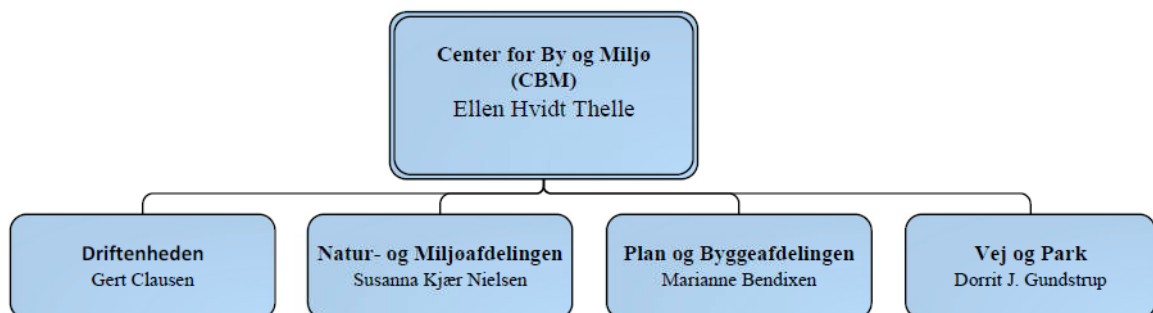 Center for By og Miljø
(CBM)
Ellen Hvidt Thelle
Driftenheden
Gert Clausen
Natur- og Miljøafdelingen
Susanna Kjær Nielsen
Plan og Byggeafdelingen
Marianne Bendixen
Vej og Park
Dorrit J. Gundstrup